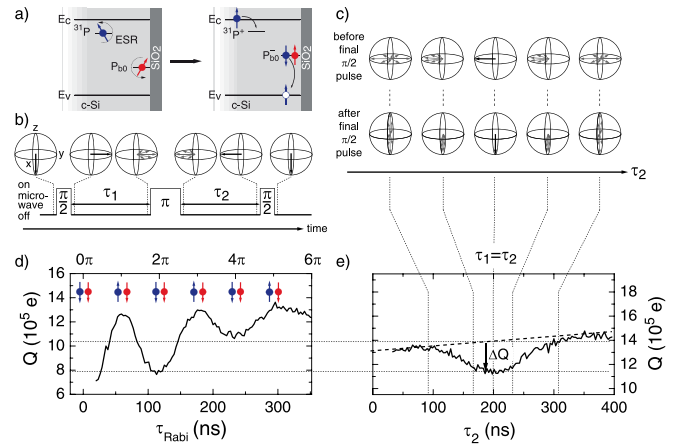 a)
E_C
31P
ESR
P_b0
E_V
c-Si
SiO2
E_C
31P+
P_b0^-
E_V
c-Si
SiO2
b)
z
y
x
on
micro-
wave
off
π/2
τ1
π
τ2
π/2
time
c)
before
final
π/2
pulse
after
final
π/2
pulse
τ2
d)
0π 2π 4π 6π
16
14
12
10
8
6
Q (10^5 e)
0 100 200 300
τ_Rabi (ns)
e)
τ1=τ2
ΔQ
18
16
14
12
10
Q (10^5 e)
0 100 200 300 400
τ2 (ns)